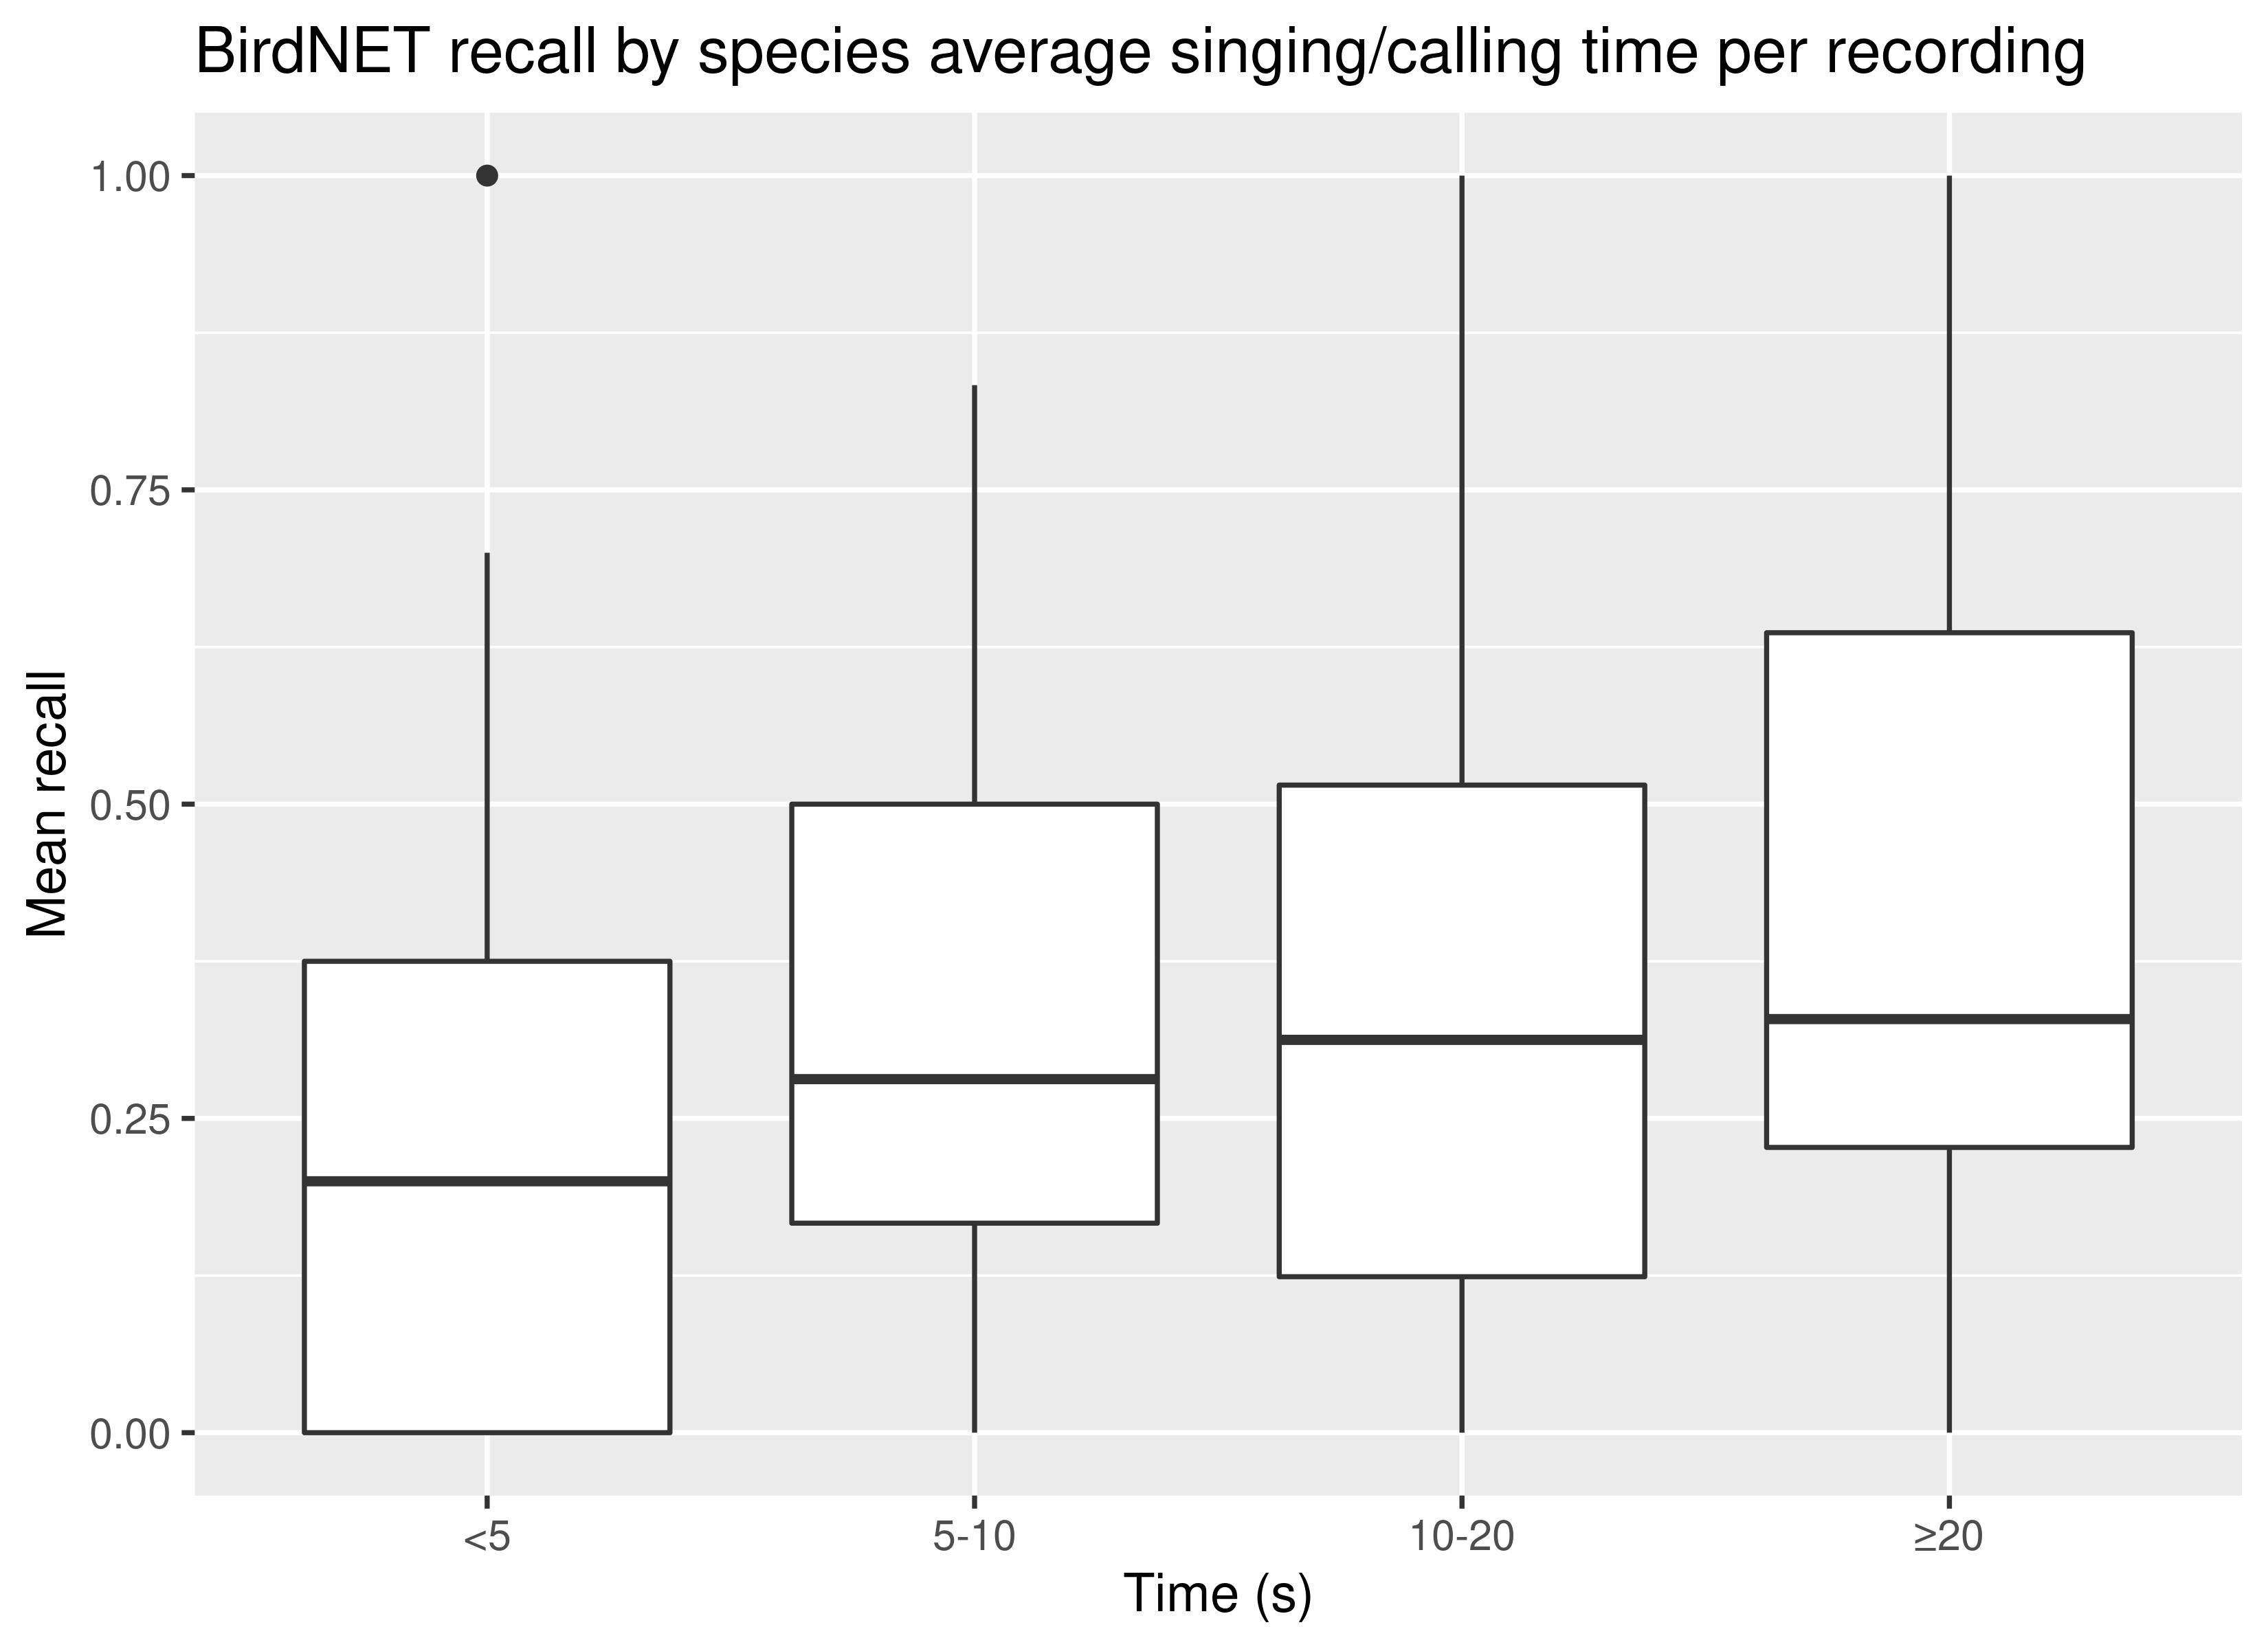 BirdNET recall by species average singing/calling time per recording
Mean recall
1.00
0.75
0.50
0.25
0.00
<5 5-10 10-20 ≥20
Time (s)